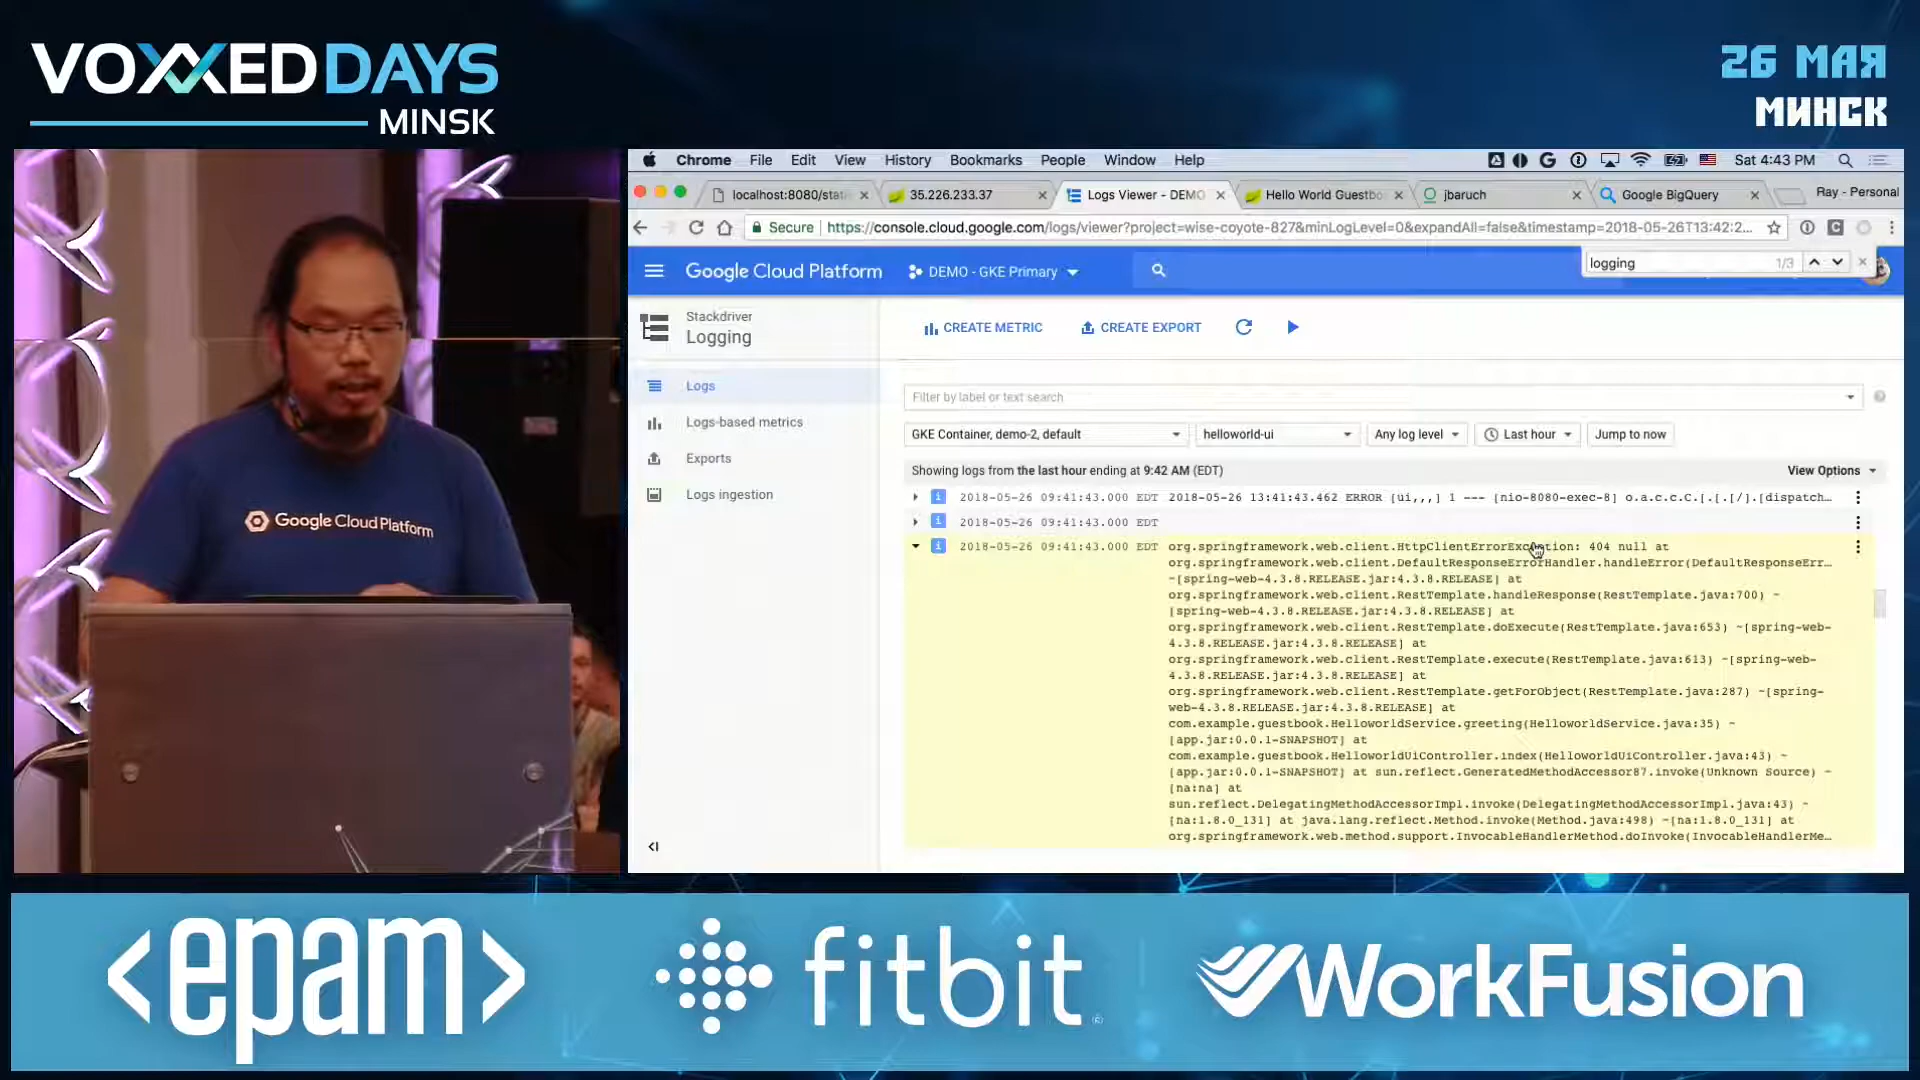 VOXXED DAYS
MINSK
26 МАЯ
МИНСК
Google Cloud Platform
Chrome File Edit View History Bookmarks People Window Help
Sat 4:43 PM
localhost:8080/stat
35.226.233.37
Logs Viewer - DEMO
Hello World Guestbo
jbaruch
Google BigQuery
Ray - Personal
Secure
https://console.cloud.google.com/logs/viewer?project=wise-coyote-827&minLogLevel=0&expandAll=false&timestamp=2018-05-26T13:42:2...
Google Cloud Platform
DEMO - GKE Primary
logging 1/3
Stackdriver
Logging
CREATE METRIC
CREATE EXPORT
Logs
Logs-based metrics
Exports
Logs ingestion
Filter by label or text search
GKE Container, demo-2, default
helloworld-ui
Any log level
Last hour
Jump to now
Showing logs from the last hour ending at 9:42 AM (EDT)
View Options
2018-05-26 09:41:43.000 EDT 2018-05-26 13:41:43.462 ERROR [ui,,,] 1 --- [nio-8080-exec-8] o.a.c.c.C.[.[.[/].[dispatch...
2018-05-26 09:41:43.000 EDT
2018-05-26 09:41:43.000 EDT org.springframework.web.client.HttpClientErrorException: 404 null at
org.springframework.web.client.DefaultResponseErrorHandler.handleError(DefaultResponseErr...
~[spring-web-4.3.8.RELEASE.jar:4.3.8.RELEASE] at
org.springframework.web.client.RestTemplate.handleResponse(RestTemplate.java:700) ~
[spring-web-4.3.8.RELEASE.jar:4.3.8.RELEASE] at
org.springframework.web.client.RestTemplate.doExecute(RestTemplate.java:653) ~[spring-web-
4.3.8.RELEASE.jar:4.3.8.RELEASE] at
org.springframework.web.client.RestTemplate.execute(RestTemplate.java:613) ~[spring-web-
4.3.8.RELEASE.jar:4.3.8.RELEASE] at
org.springframework.web.client.RestTemplate.getForObject(RestTemplate.java:287) ~[spring-
web-4.3.8.RELEASE.jar:4.3.8.RELEASE] at
com.example.guestbook.HelloworldService.greeting(HelloworldService.java:35) ~
[app.jar:0.0.1-SNAPSHOT] at
com.example.guestbook.HelloworldUiController.index(HelloworldUiController.java:43) ~
[app.jar:0.0.1-SNAPSHOT] at sun.reflect.GeneratedMethodAccessor87.invoke(Unknown Source) ~
[na:na] at
sun.reflect.DelegatingMethodAccessorImpl.invoke(DelegatingMethodAccessorImpl.java:43) ~
[na:1.8.0_131] at java.lang.reflect.Method.invoke(Method.java:498) ~[na:1.8.0_131] at
org.springframework.web.method.support.InvocableHandlerMethod.doInvoke(InvocableHandlerMe...
<epam>
fitbit
WorkFusion